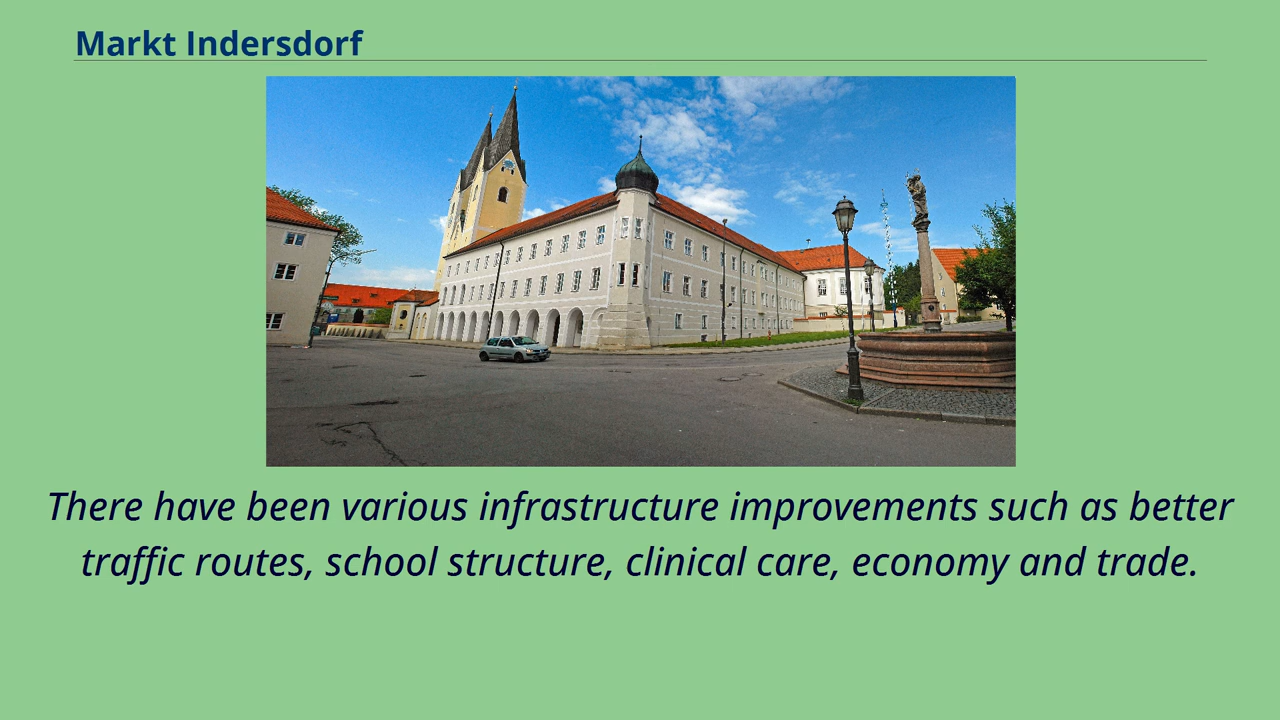 Markt Indersdorf
There have been various infrastructure improvements such as better
traffic routes, school structure, clinical care, economy and trade.